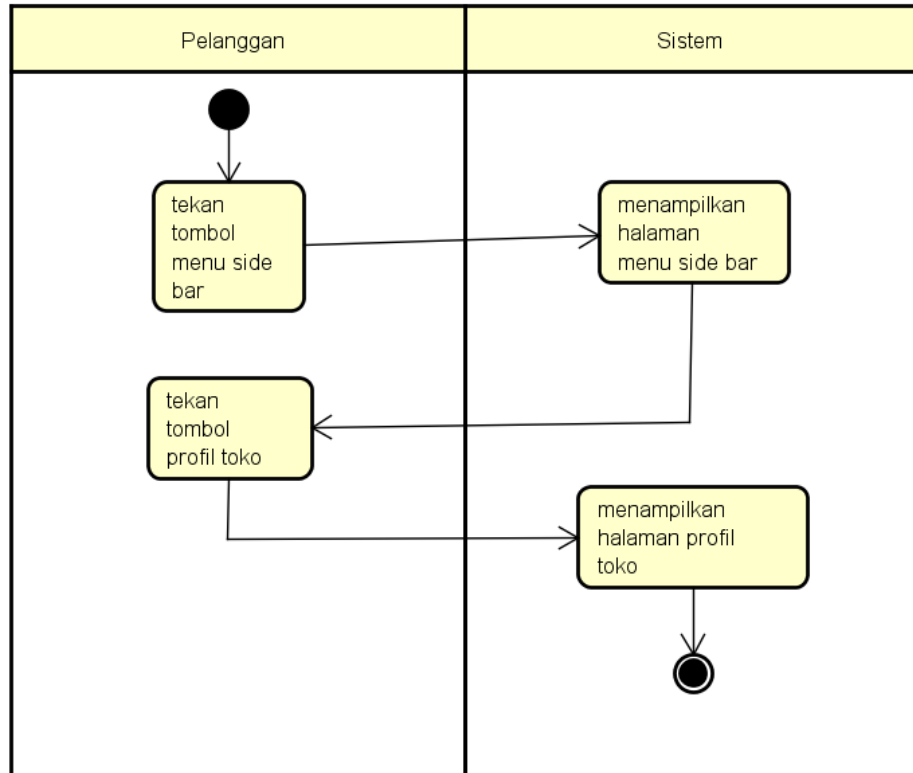 Pelanggan
Sistem
tekan
tombol
menu side
bar
menampilkan
halaman
menu side bar
tekan
tombol
profil toko
menampilkan
halaman profil
toko